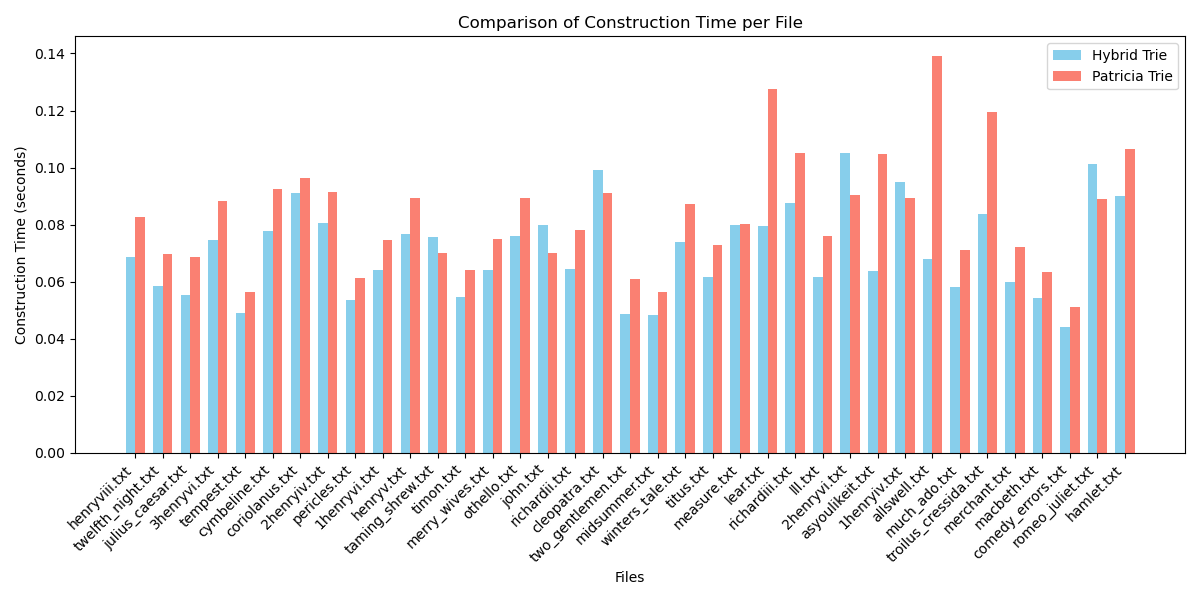 Comparison of Construction Time per File
Hybrid Trie
Patricia Trie
Construction Time (seconds)
0.14
0.12
0.10
0.08
0.06
0.04
0.02
0.00
henryviii.txt
twelfth_night.txt
julius_caesar.txt
3henryvi.txt
tempest.txt
cymbeline.txt
coriolanus.txt
2henryiv.txt
pericles.txt
1henryvi.txt
henryv.txt
taming_shrew.txt
timon.txt
merry_wives.txt
othello.txt
john.txt
richardii.txt
cleopatra.txt
two_gentlemen.txt
midsummer.txt
winters_tale.txt
titus.txt
measure.txt
lear.txt
richardiii.txt
lll.txt
2henryvi.txt
asyoulikeit.txt
1henryiv.txt
allswell.txt
much_ado.txt
troilus_cressida.txt
merchant.txt
macbeth.txt
comedy_errors.txt
romeo_juliet.txt
hamlet.txt
Files